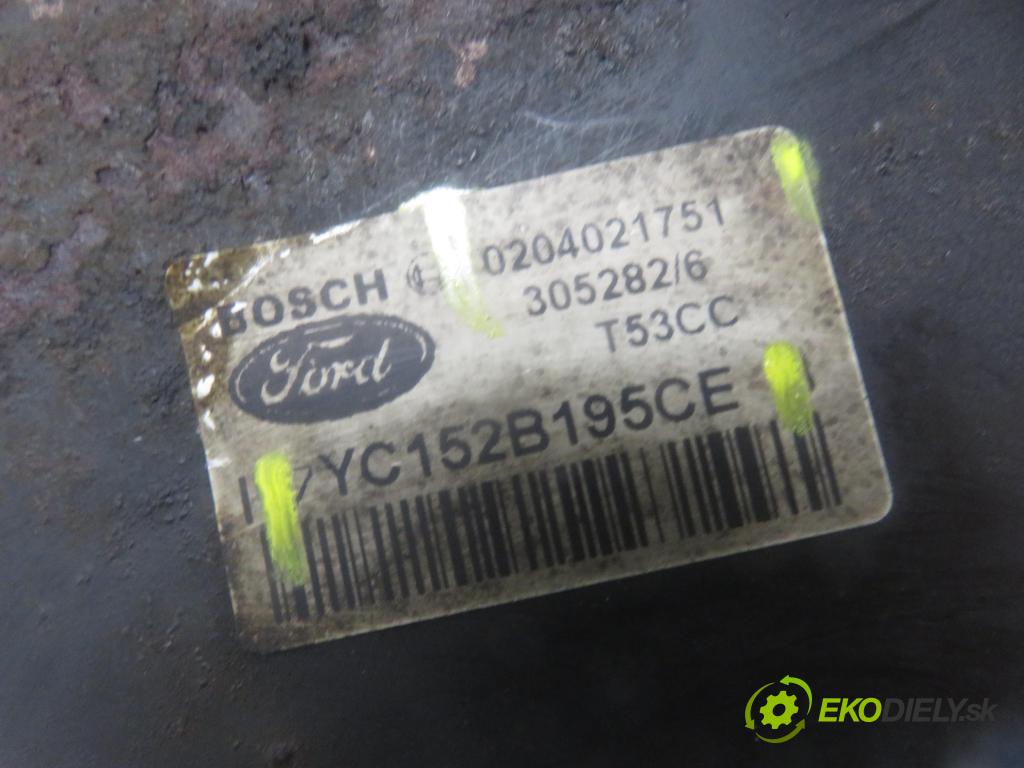 BOSCH 0204021751
305282/6
Ford T53CC
YC152B195CE
EKODIELY.sk